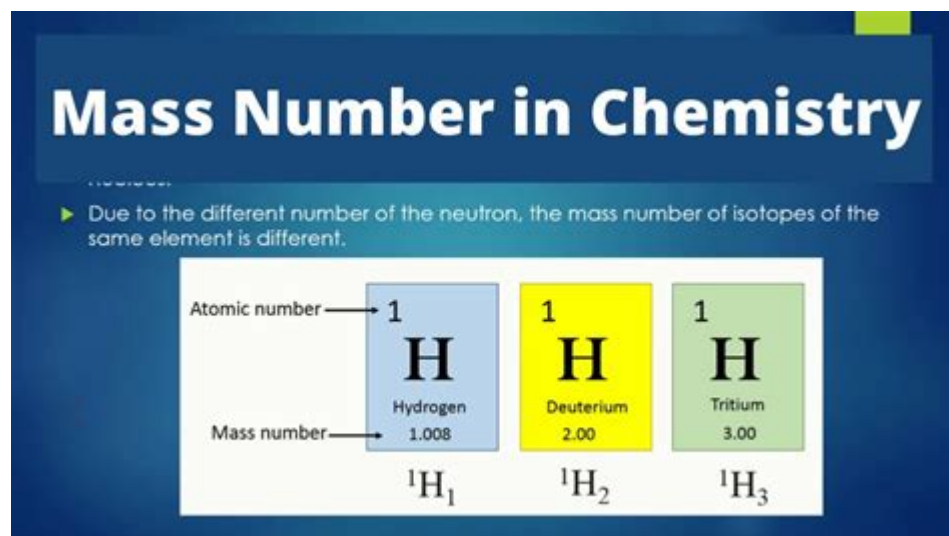 Mass Number in Chemistry
Due to the different number of the neutron, the mass number of isotopes of the
same element is different.
Atomic number
1
1
1
H
H
H
Hydrogen
Deuterium
Tritium
Mass number
1.008
2.00
3.00
¹H₁
¹H₂
¹H₃